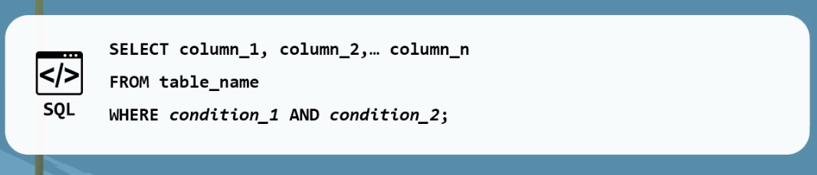 SELECT column_1, column_2,… column_n
FROM table_name
WHERE condition_1 AND condition_2;
</>
SQL